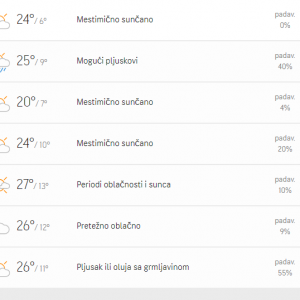 24°/ 6° Mestimično sunčano padav. 0%
25°/ 9° Mogući pljuskovi padav. 40%
20°/ 7° Mestimično sunčano padav. 4%
24°/ 10° Mestimično sunčano padav. 20%
27°/ 13° Periodi oblačnosti i sunca padav. 10%
26°/ 12° Pretežno oblačno padav. 9%
26°/ 11° Pljusak ili oluja sa grmljavinom padav. 55%